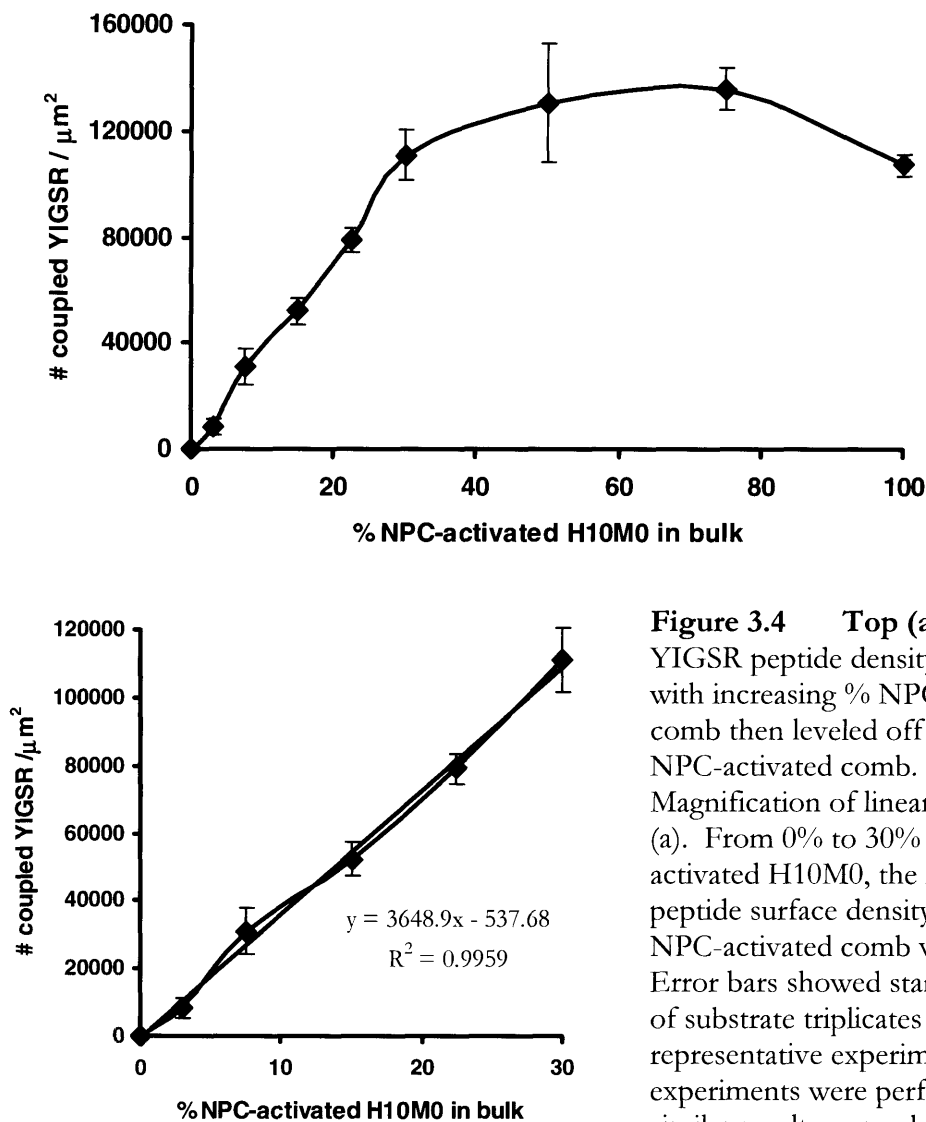 160000
120000
80000
40000
0
# coupled YIGSR / μm²
0 20 40 60 80 100
% NPC-activated H10M0 in bulk
120000
100000
80000
60000
40000
20000
0
# coupled YIGSR /μm²
y = 3648.9x - 537.68
R² = 0.9959
0 10 20 30
% NPC-activated H10M0 in bulk
Figure 3.4 Top (a
YIGSR peptide density
with increasing % NPC
comb then leveled off
NPC-activated comb.
Magnification of linear
(a). From 0% to 30%
activated H10M0, the
peptide surface density
NPC-activated comb
Error bars showed
of substrate triplicates
representative
experiments were